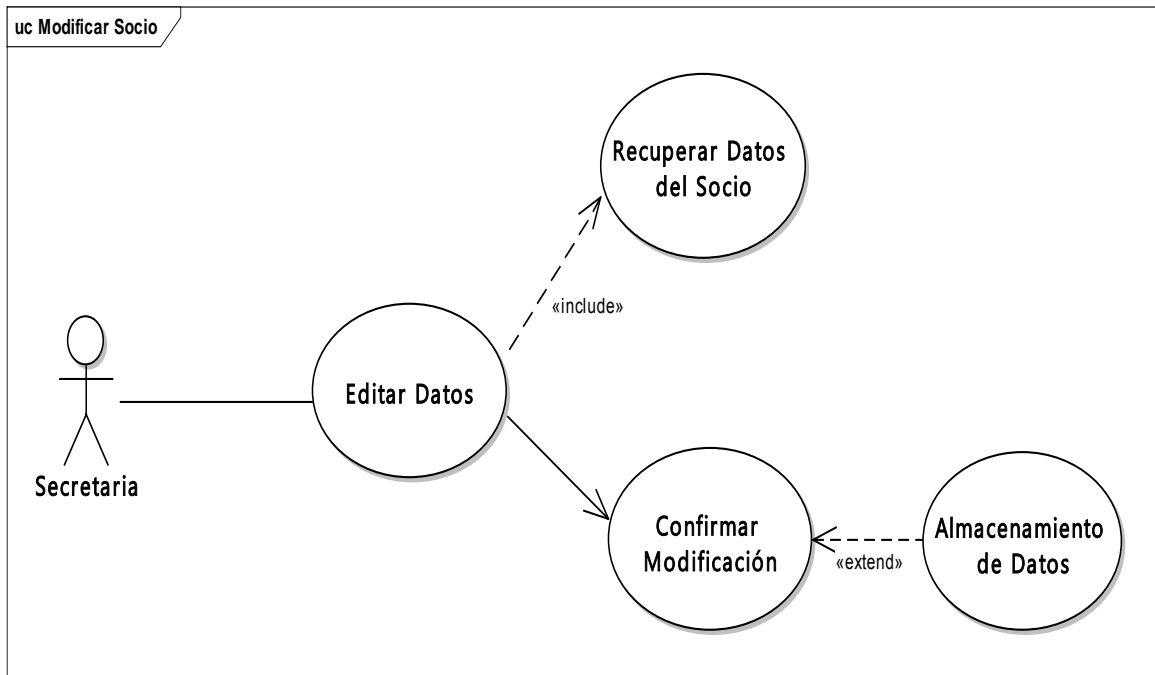 uc Modificar Socio
Recuperar Datos
del Socio
«include»
Editar Datos
Secretaria
Confirmar
Modificación
«extend»
Almacenamiento
de Datos